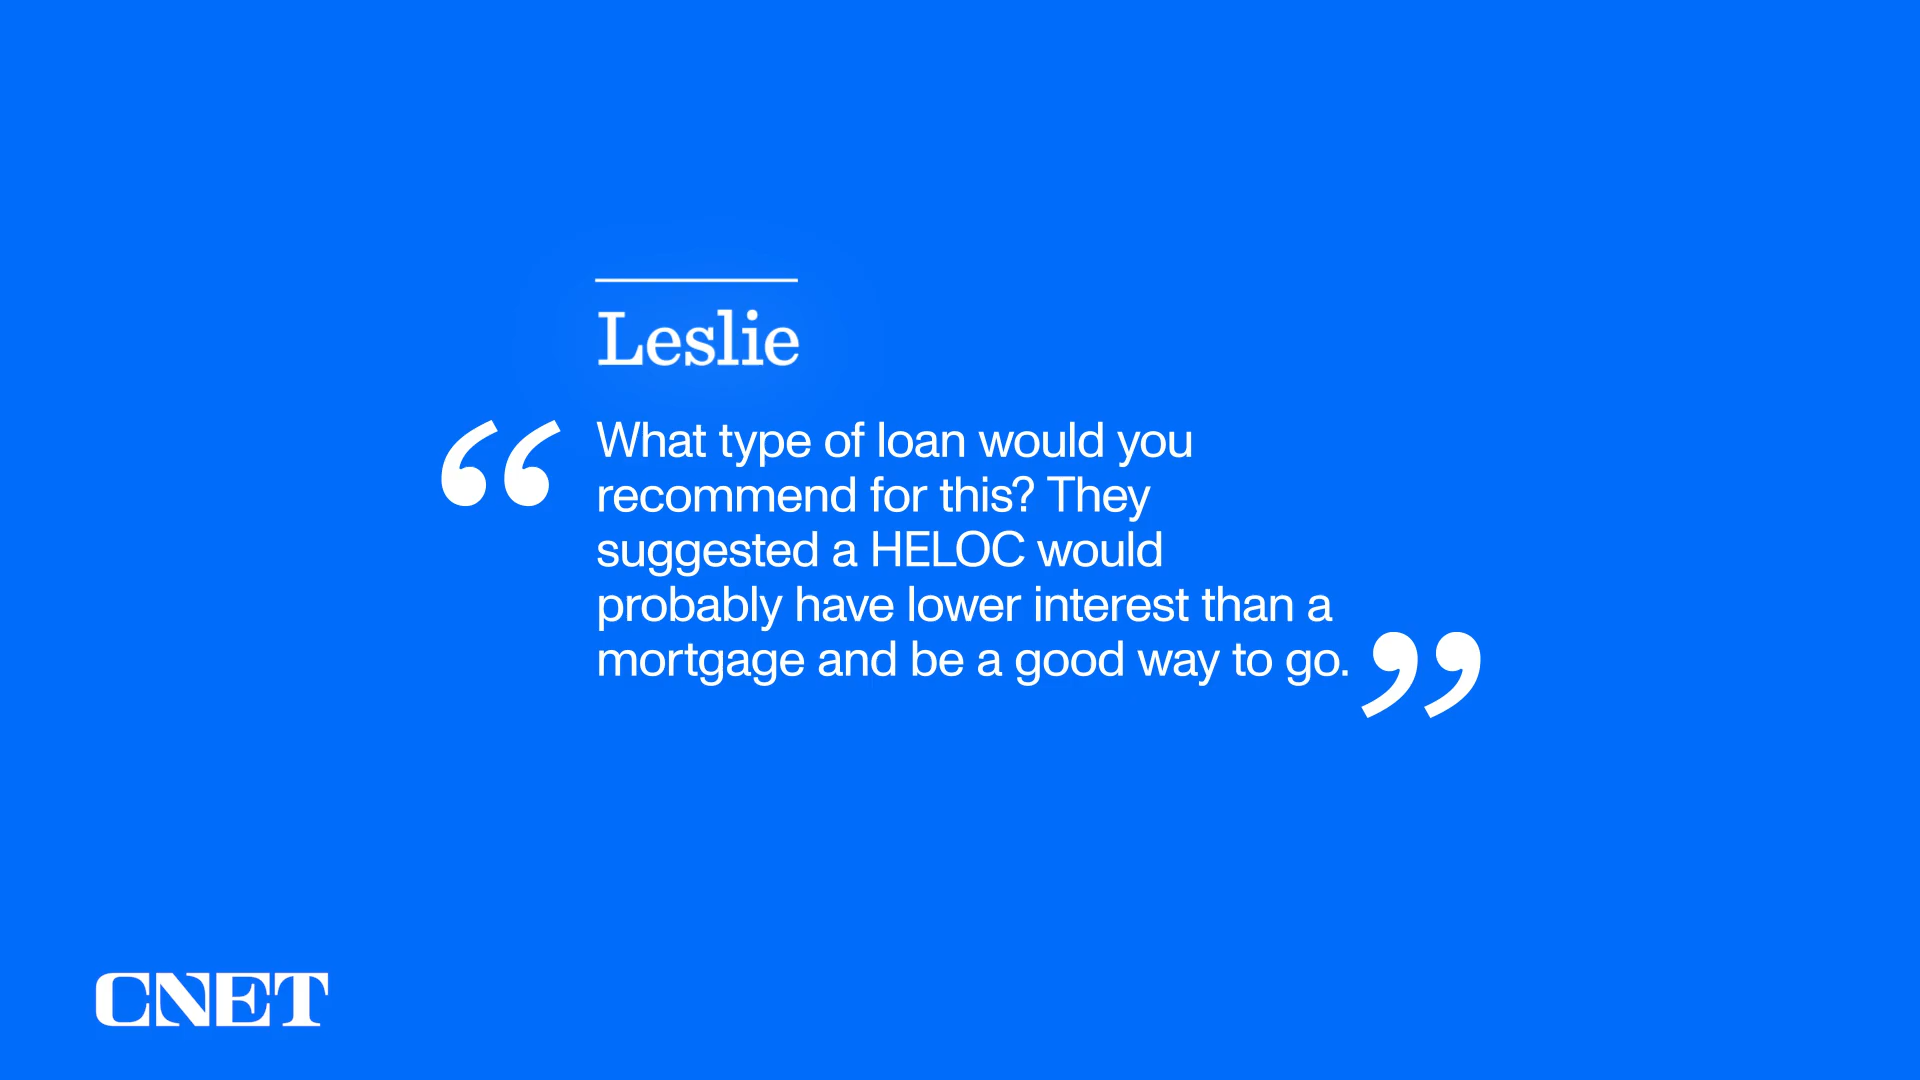 Leslie
“ What type of loan would you
recommend for this? They
suggested a HELOC would
probably have lower interest than a
mortgage and be a good way to go. ”
CNET